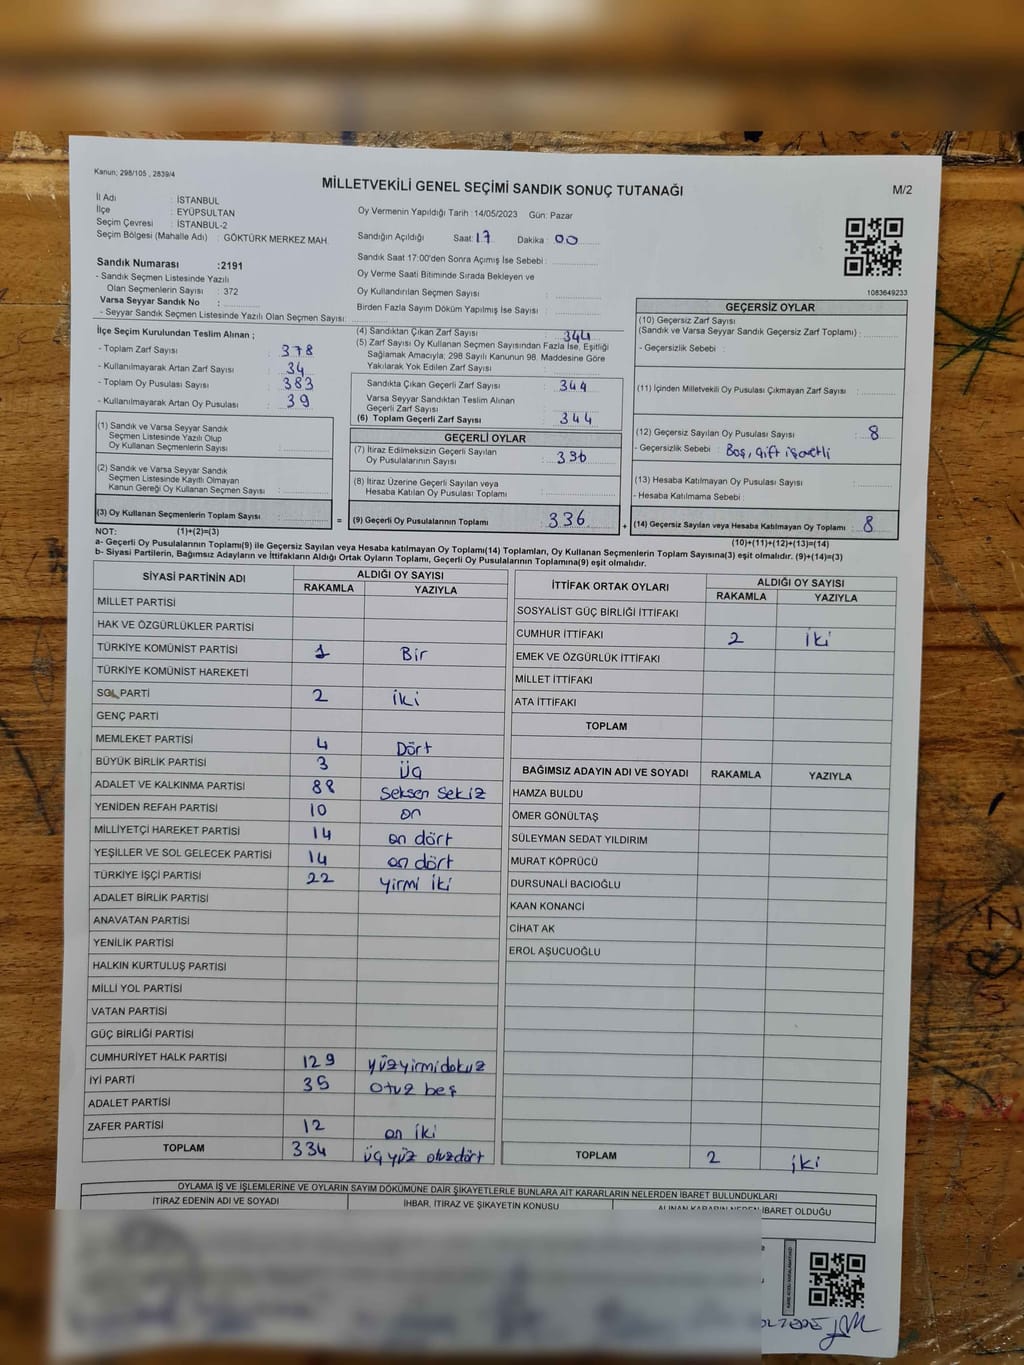 Kanun; 298/105 , 2839/4
MİLLETVEKİLİ GENEL SEÇİMİ SANDIK SONUÇ TUTANAĞI
M/2
İl Adı : İSTANBUL
İlçe : EYÜPSULTAN
Seçim Çevresi : İSTANBUL-2
Seçim Bölgesi (Mahalle Adı) : GÖKTÜRK MERKEZ MAH.
Sandık Numarası :2191
- Sandık Seçmen Listesinde Yazılı
Olan Seçmenlerin Sayısı : 372
Varsa Seyyar Sandık No :
- Seyyar Sandık Seçmen Listesinde Yazılı Olan Seçmen Sayısı:
Oy Vermenin Yapıldığı Tarih : 14/05/2023 Gün: Pazar
Sandığın Açıldığı Saat: 17 Dakika : 00
Sandık Saat 17:00'den Sonra Açımış İse Sebebi :
Oy Verme Saati Bitiminde Sırada Bekleyen ve
Oy Kullandırılan Seçmen Sayısı :
Birden Fazla Sayım Döküm Yapılmış İse Sayısı :
1083649233
İlçe Seçim Kurulundan Teslim Alınan ;
- Toplam Zarf Sayısı : 378
- Kullanılmayarak Artan Zarf Sayısı : 34
- Toplam Oy Pusulası Sayısı : 383
- Kullanılmayarak Artan Oy Pusulası : 39
(1) Sandık ve Varsa Seyyar Sandık
Seçmen Listesinde Yazılı Olup
Oy Kullanan Seçmenlerin Sayısı :
(2) Sandık ve Varsa Seyyar Sandık
Seçmen Listesinde Kayıtlı Olmayan
Kanun Gereği Oy Kullanan Seçmen Sayısı :
(3) Oy Kullanan Seçmenlerin Toplam Sayısı :
(4) Sandıktan Çıkan Zarf Sayısı : 344
(5) Zarf Sayısı Oy Kullanan Seçmen Sayısından Fazla İse, Eşitliği
Sağlamak Amacıyla; 298 Sayılı Kanunun 98. Maddesine Göre
Yakılarak Yok Edilen Zarf Sayısı :
Sandıkta Çıkan Geçerli Zarf Sayısı : 344
Varsa Seyyar Sandıktan Teslim Alınan
Geçerli Zarf Sayısı :
(6) Toplam Geçerli Zarf Sayısı : 344
GEÇERLİ OYLAR
(7) İtiraz Edilmeksizin Geçerli Sayılan
Oy Pusulalarının Sayısı : 336
(8) İtiraz Üzerine Geçerli Sayılan veya
Hesaba Katılan Oy Pusulası Toplamı :
= (9) Geçerli Oy Pusulalarının Toplamı : 336 +
GEÇERSİZ OYLAR
(10) Geçersiz Zarf Sayısı
(Sandık ve Varsa Seyyar Sandık Geçersiz Zarf Toplamı) :
- Geçersizlik Sebebi :
(11) İçinden Milletvekili Oy Pusulası Çıkmayan Zarf Sayısı :
(12) Geçersiz Sayılan Oy Pusulası Sayısı : 8
- Geçersizlik Sebebi : Boş, çift işaretli
(13) Hesaba Katılmayan Oy Pusulası Sayısı :
- Hesaba Katılmama Sebebi :
(14) Geçersiz Sayılan veya Hesaba Katılmayan Oy Toplamı : 8
NOT: (1)+(2)=(3)
(10)+(11)+(12)+(13)=(14)
a- Geçerli Oy Pusulalarının Toplamı(9) ile Geçersiz Sayılan veya Hesaba katılmayan Oy Toplamı(14) Toplamları, Oy Kullanan Seçmenlerin Toplam Sayısına(3) eşit olmalıdır. (9)+(14)=(3)
b- Siyasi Partilerin, Bağımsız Adayların ve İttifakların Aldığı Ortak Oyların Toplamı, Geçerli Oy Pusulalarının Toplamına(9) eşit olmalıdır.
SİYASİ PARTİNİN ADI ALDIĞI OY SAYISI
RAKAMLA YAZIYLA
MİLLET PARTİSİ
HAK VE ÖZGÜRLÜKLER PARTİSİ
TÜRKİYE KOMÜNİST PARTİSİ 1 Bir
TÜRKİYE KOMÜNİST HAREKETİ
SOL PARTİ 2 iki
GENÇ PARTİ
MEMLEKET PARTİSİ 4 Dört
BÜYÜK BİRLİK PARTİSİ 3 üç
ADALET VE KALKINMA PARTİSİ 88 Seksen Sekiz
YENİDEN REFAH PARTİSİ 10 on
MİLLİYETÇİ HAREKET PARTİSİ 14 on dört
YEŞİLLER VE SOL GELECEK PARTİSİ 14 on dört
TÜRKİYE İŞÇİ PARTİSİ 22 yirmi iki
ADALET BİRLİK PARTİSİ
ANAVATAN PARTİSİ
YENİLİK PARTİSİ
HALKIN KURTULUŞ PARTİSİ
MİLLİ YOL PARTİSİ
VATAN PARTİSİ
GÜÇ BİRLİĞİ PARTİSİ
CUMHURİYET HALK PARTİSİ 129 yüzyirmidokuz
İYİ PARTİ 35 otuz beş
ADALET PARTİSİ
ZAFER PARTİSİ 12 on iki
TOPLAM 334 üç yüz otuzdört
İTTİFAK ORTAK OYLARI ALDIĞI OY SAYISI
RAKAMLA YAZIYLA
SOSYALİST GÜÇ BİRLİĞİ İTTİFAKI
CUMHUR İTTİFAKI 2 iki
EMEK VE ÖZGÜRLÜK İTTİFAKI
MİLLET İTTİFAKI
ATA İTTİFAKI
TOPLAM
BAĞIMSIZ ADAYIN ADI VE SOYADI RAKAMLA YAZIYLA
HAMZA BULDU
ÖMER GÖNÜLTAŞ
SÜLEYMAN SEDAT YILDIRIM
MURAT KÖPRÜCÜ
DURSUNALİ BACIOĞLU
KAAN KONANCİ
CİHAT AK
EROL AŞUCUOĞLU
TOPLAM 2 iki
OYLAMA İŞ VE İŞLEMLERİNE VE OYLARIN SAYIM DÖKÜMÜNE DAİR ŞİKAYETLERLE BUNLARA AİT KARARLARIN NELERDEN İBARET BULUNDUKLARI
İTİRAZ EDENİN ADI VE SOYADI İHBAR, İTİRAZ VE ŞİKAYETİN KONUSU ALINAN KARARIN NEDEN İBARET OLDUĞU